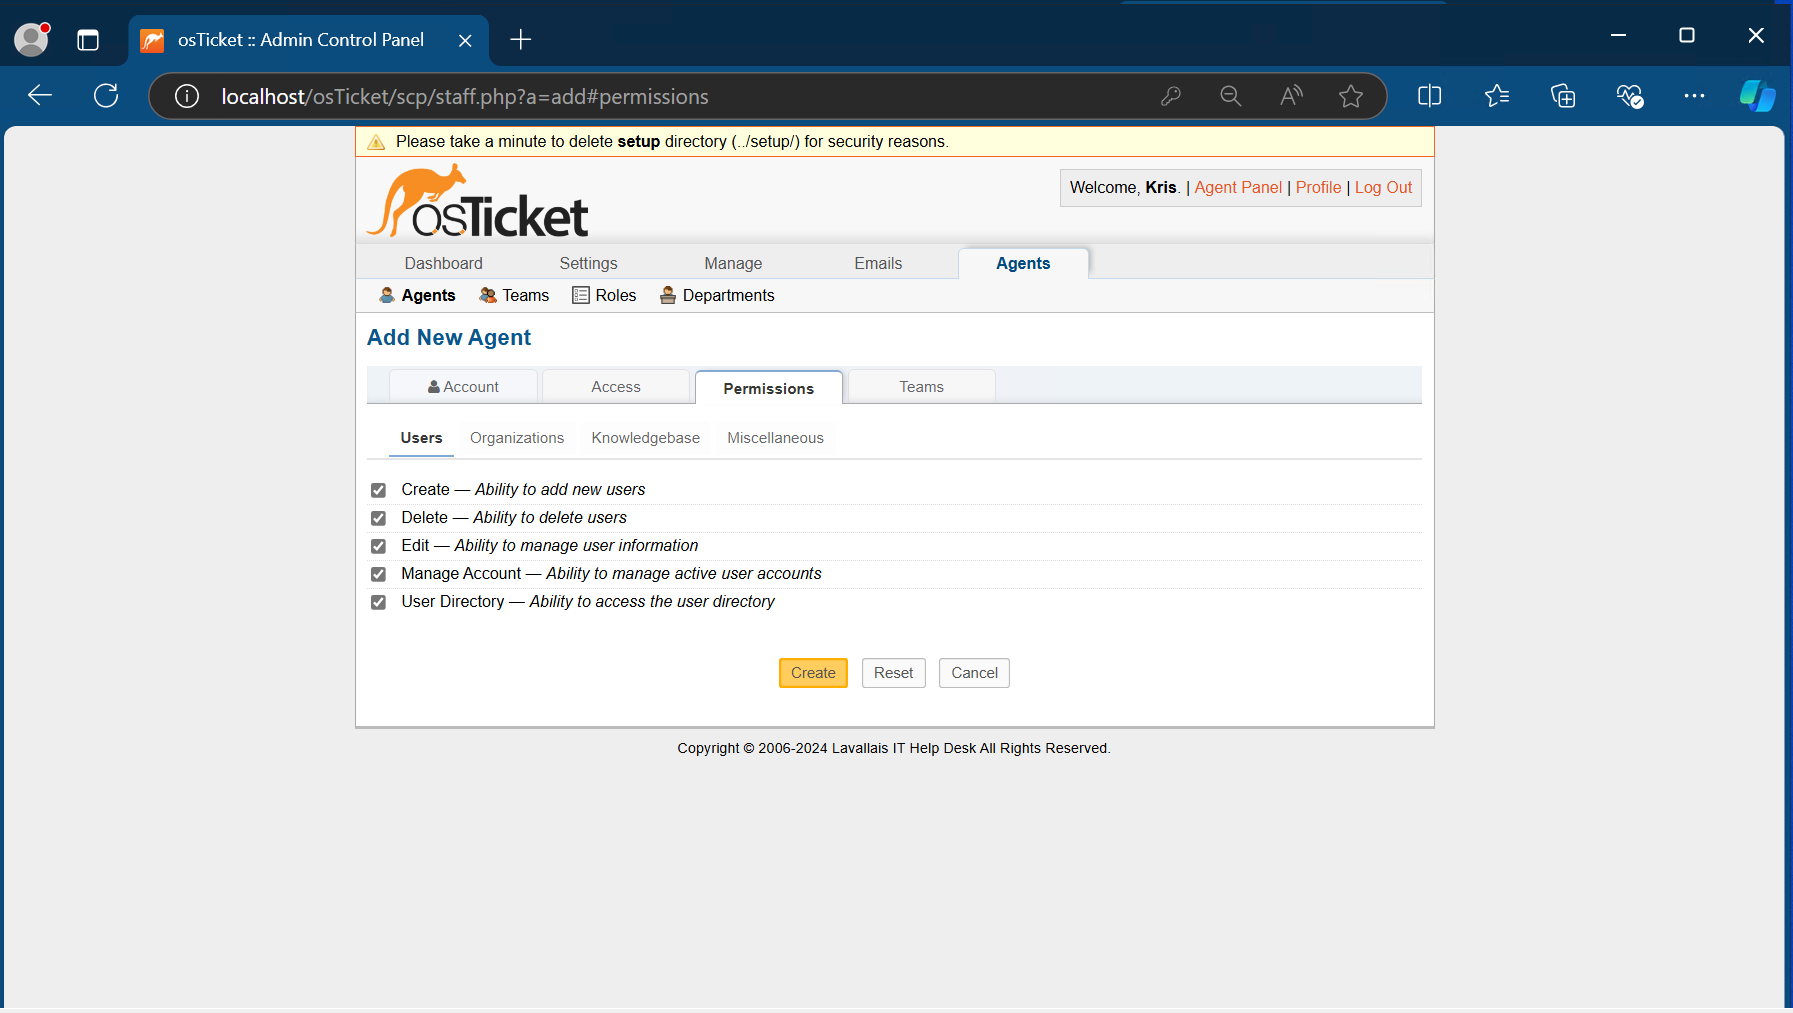 osTicket :: Admin Control Panel
localhost/osTicket/scp/staff.php?a=add#permissions
Please take a minute to delete setup directory (../setup/) for security reasons.
osTicket
Welcome, Kris. | Agent Panel | Profile | Log Out
Dashboard Settings Manage Emails Agents
Agents Teams Roles Departments
Add New Agent
Account Access Permissions Teams
Users Organizations Knowledgebase Miscellaneous
Create — Ability to add new users
Delete — Ability to delete users
Edit — Ability to manage user information
Manage Account — Ability to manage active user accounts
User Directory — Ability to access the user directory
Create Reset Cancel
Copyright © 2006-2024 Lavallais IT Help Desk All Rights Reserved.